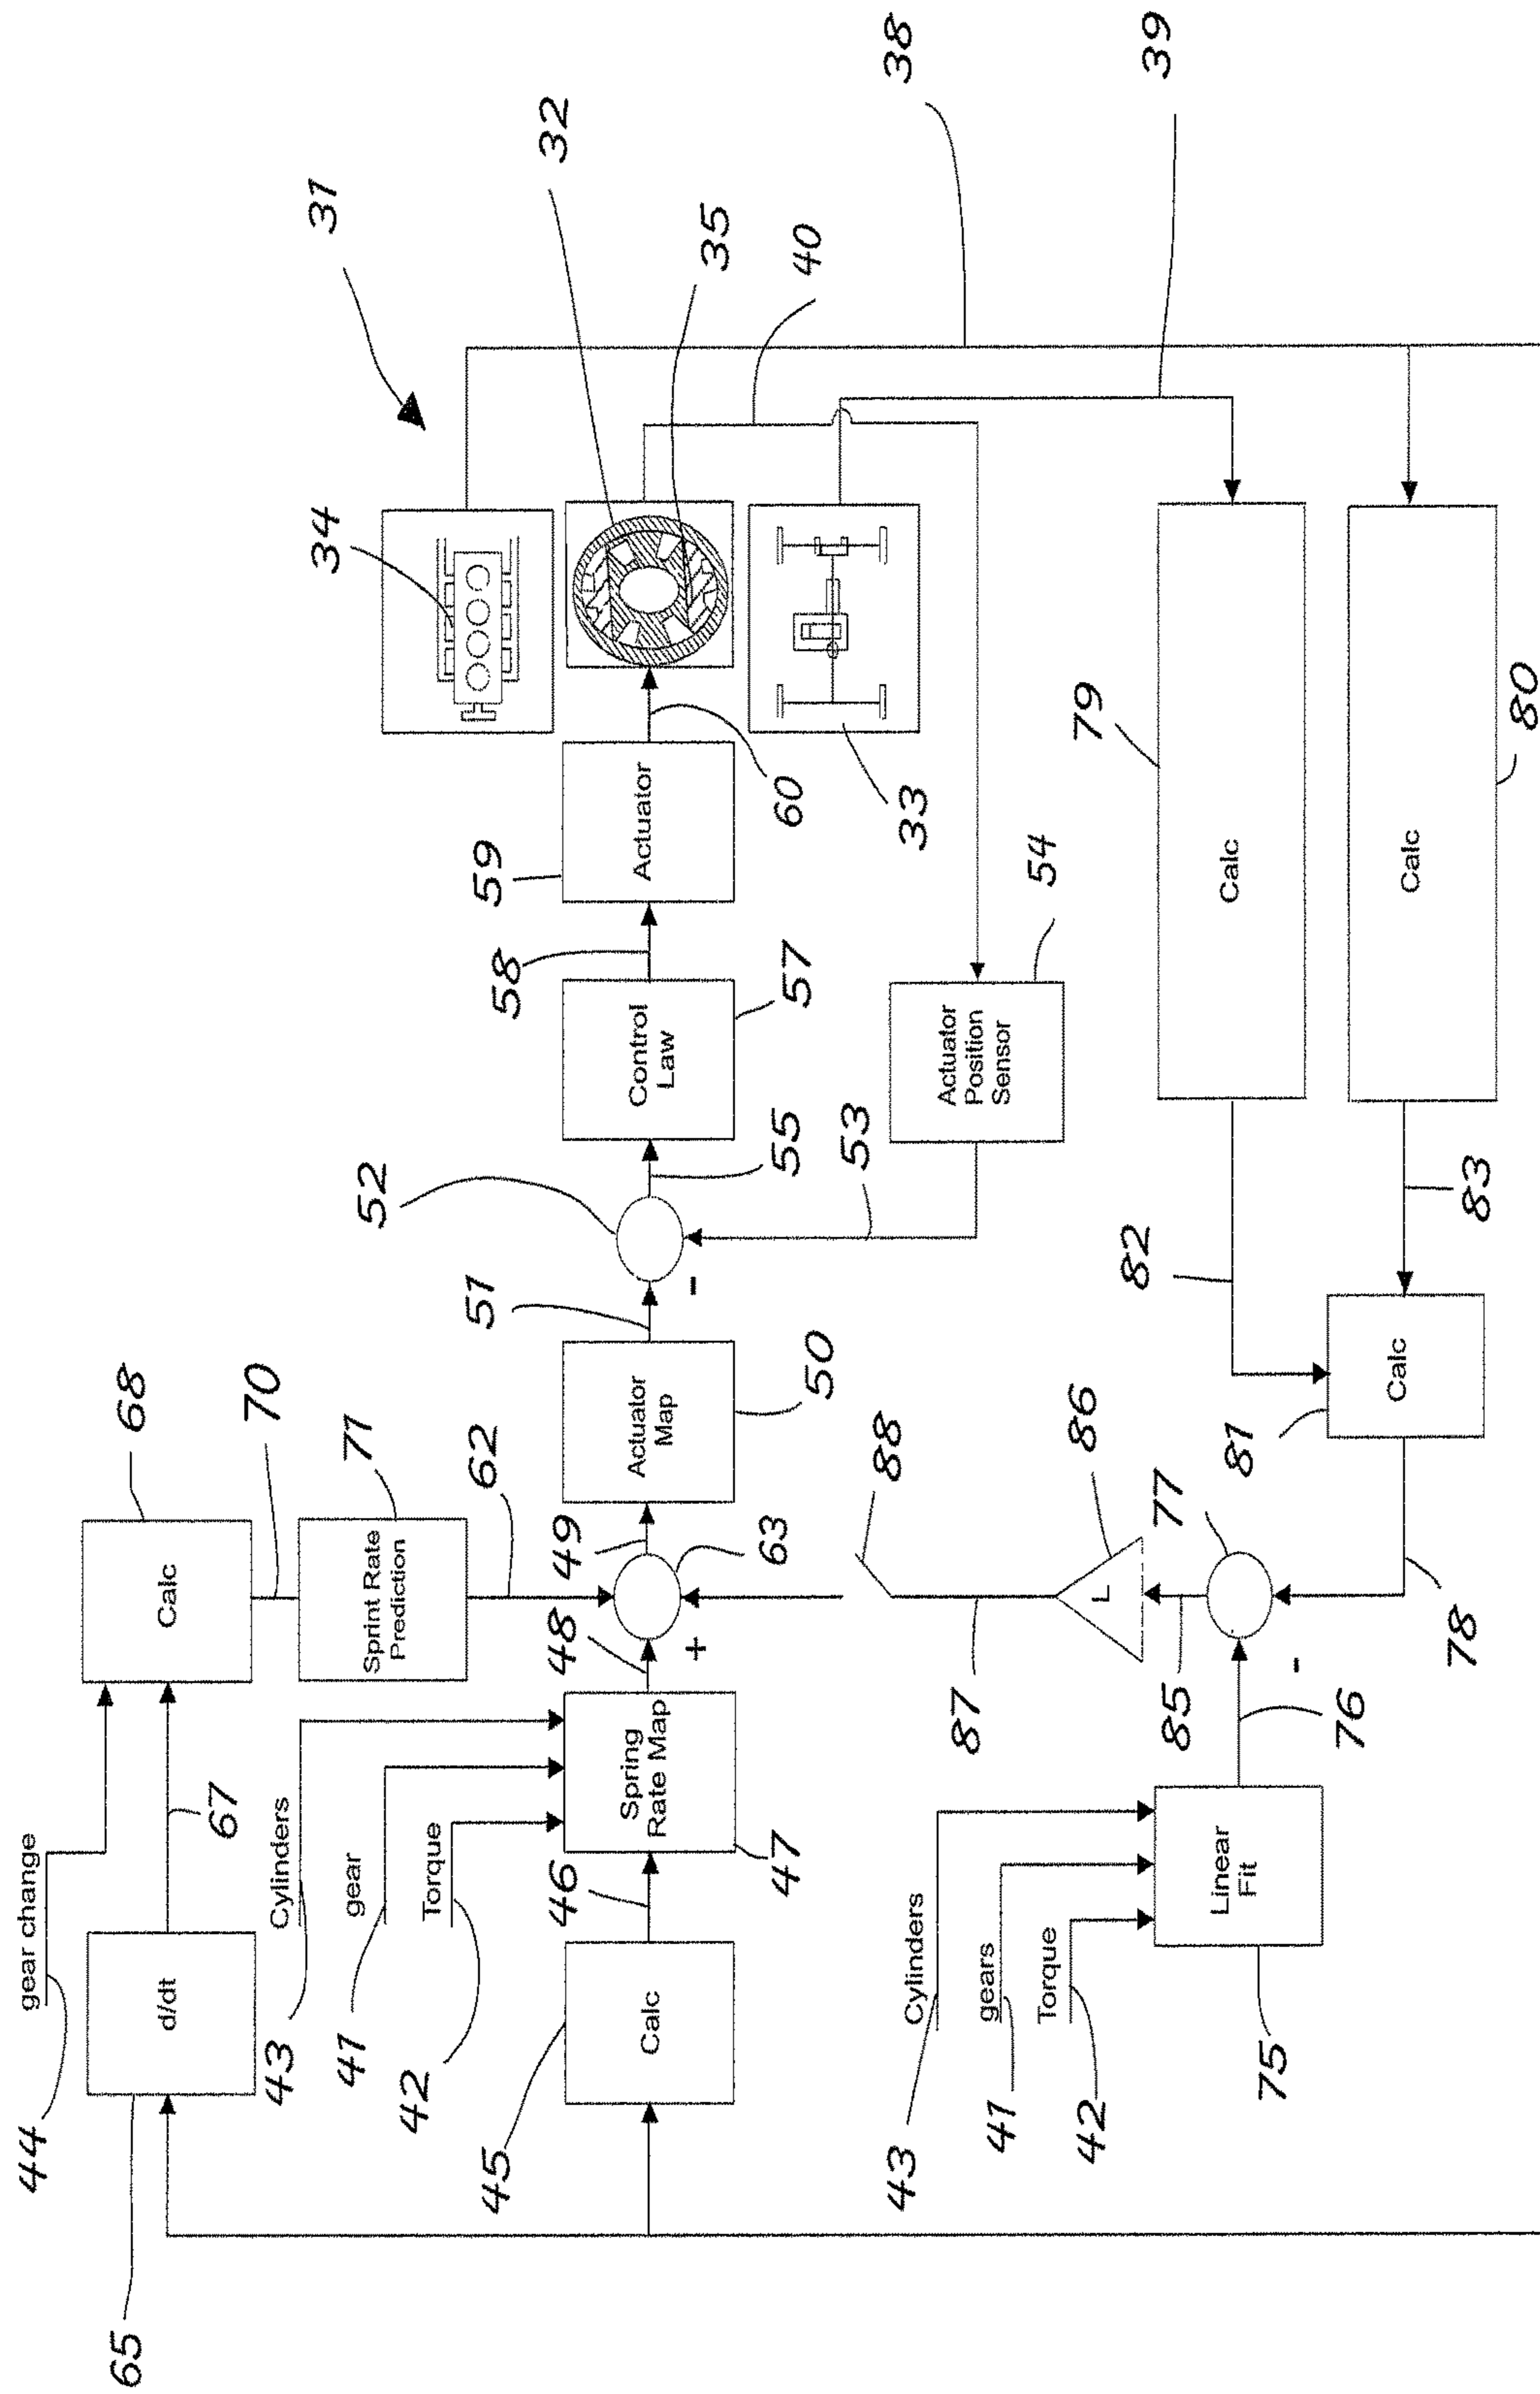 31
34
32
35
40
38
39
33
60
59
Actuator
58
Control
Law
57
55
52
51
-
Actuator
Map
50
53
54
Actuator
Position
Sensor
49
63
48
+
62
71
Sprint Rate
Prediction
70
68
Calc
67
gear change
44
d/dt
65
Cylinders
43
gear
41
Torque
42
Spring
Rate Map
47
46
Calc
45
79
Calc
80
Calc
82
83
81
Calc
78
77
-
85
86
L
87
88
76
Linear
Fit
75
Cylinders
43
gears
41
Torque
42